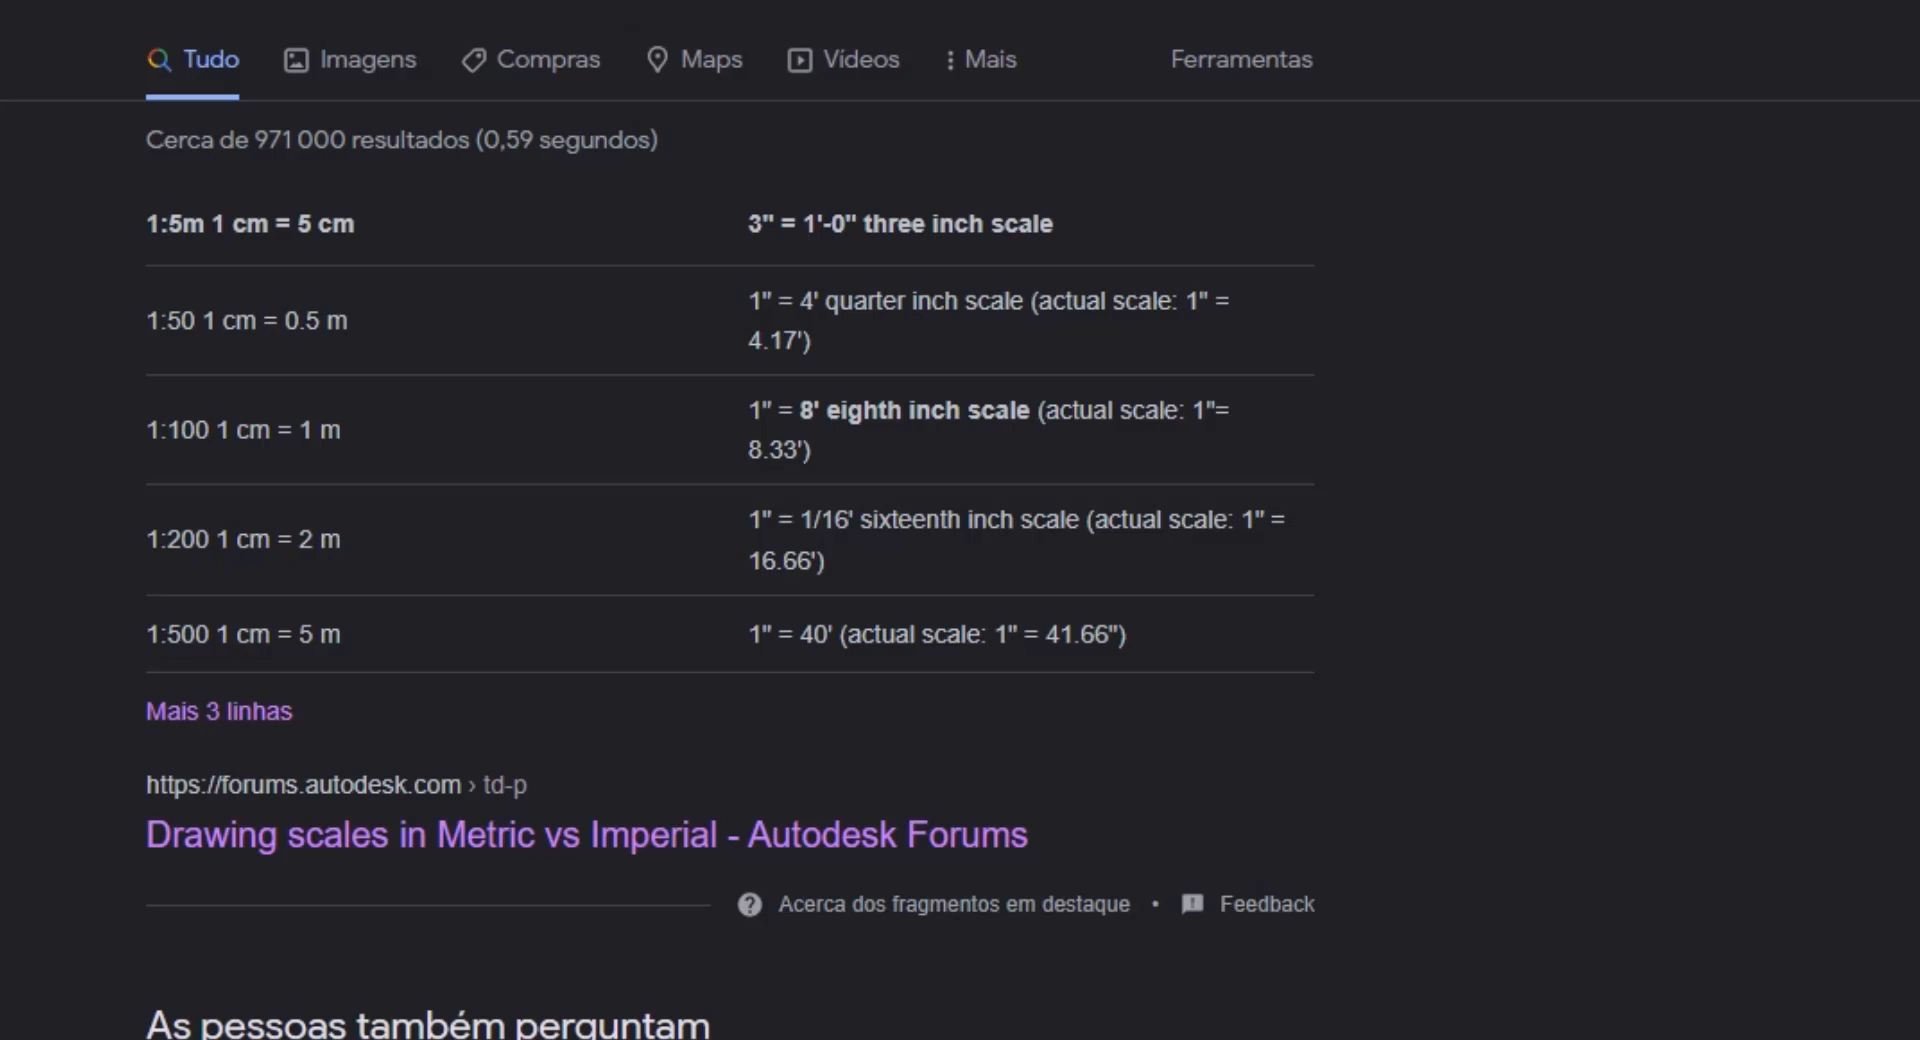 Tudo Imagens Compras Maps Vídeos Mais Ferramentas
Cerca de 971 000 resultados (0,59 segundos)
1:5m 1 cm = 5 cm 3" = 1'-0" three inch scale
1:50 1 cm = 0.5 m 1" = 4' quarter inch scale (actual scale: 1" =
4.17')
1:100 1 cm = 1 m 1" = 8' eighth inch scale (actual scale: 1"=
8.33')
1:200 1 cm = 2 m 1" = 1/16' sixteenth inch scale (actual scale: 1" =
16.66')
1:500 1 cm = 5 m 1" = 40' (actual scale: 1" = 41.66")
Mais 3 linhas
https://forums.autodesk.com › td-p
Drawing scales in Metric vs Imperial - Autodesk Forums
Acerca dos fragmentos em destaque • Feedback
As pessoas também perguntam